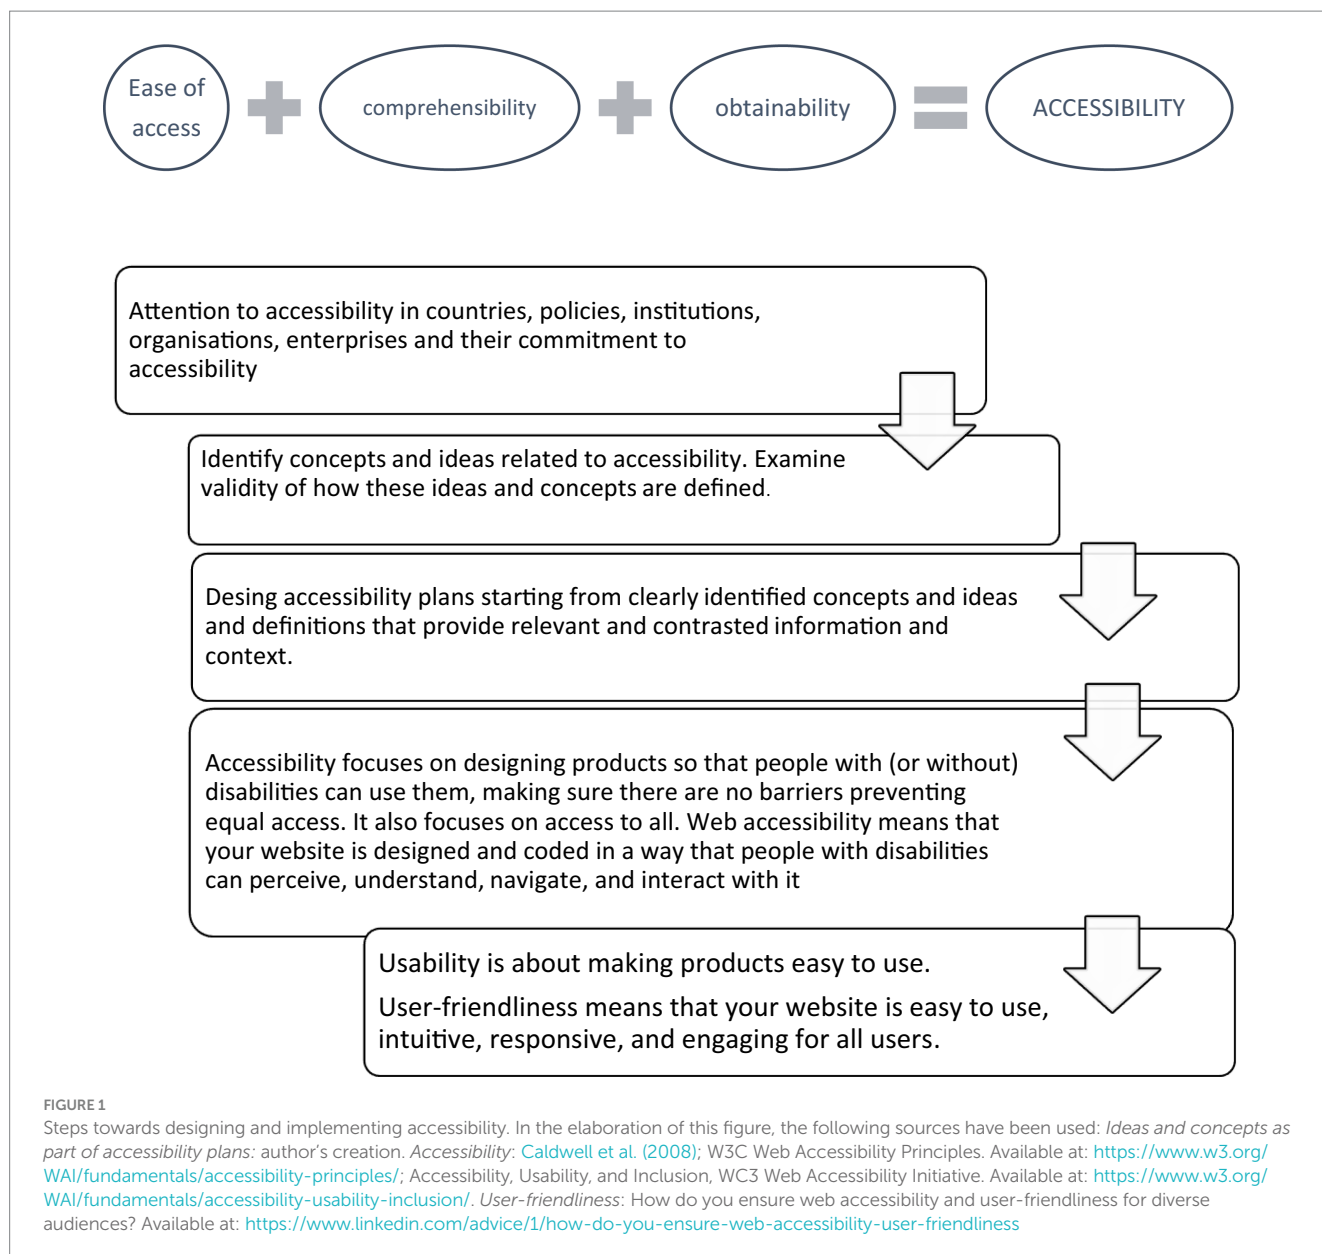 Ease of
access
comprehensibility
obtainability
ACCESSIBILITY
Attention to accessibility in countries, policies, institutions,
organisations, enterprises and their commitment to
accessibility
Identify concepts and ideas related to accessibility. Examine
validity of how these ideas and concepts are defined.
Desing accessibility plans starting from clearly identified concepts and ideas
and definitions that provide relevant and contrasted information and
context.
Accessibility focuses on designing products so that people with (or without)
disabilities can use them, making sure there are no barriers preventing
equal access. It also focuses on access to all. Web accessibility means that
your website is designed and coded in a way that people with disabilities
can perceive, understand, navigate, and interact with it
Usability is about making products easy to use.
User-friendliness means that your website is easy to use,
intuitive, responsive, and engaging for all users.
FIGURE 1
Steps towards designing and implementing accessibility. In the elaboration of this figure, the following sources have been used: Ideas and concepts as
part of accessibility plans: author's creation. Accessibility: Caldwell et al. (2008); W3C Web Accessibility Principles. Available at: https://www.w3.org/
WAI/fundamentals/accessibility-principles/; Accessibility, Usability, and Inclusion, WC3 Web Accessibility Initiative. Available at: https://www.w3.org/
WAI/fundamentals/accessibility-usability-inclusion/. User-friendliness: How do you ensure web accessibility and user-friendliness for diverse
audiences? Available at: https://www.linkedin.com/advice/1/how-do-you-ensure-web-accessibility-user-friendliness